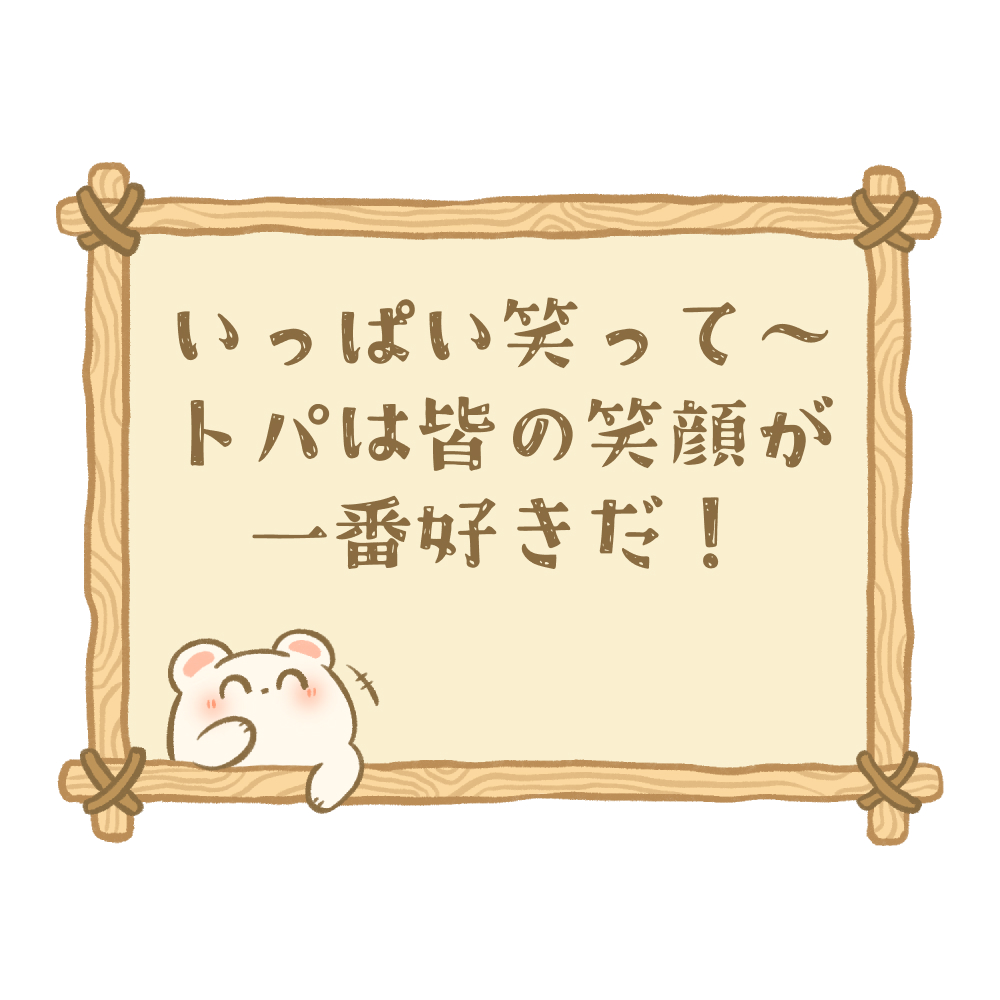 いっぱい笑って～
トパは皆の笑顔が
一番好きだ！